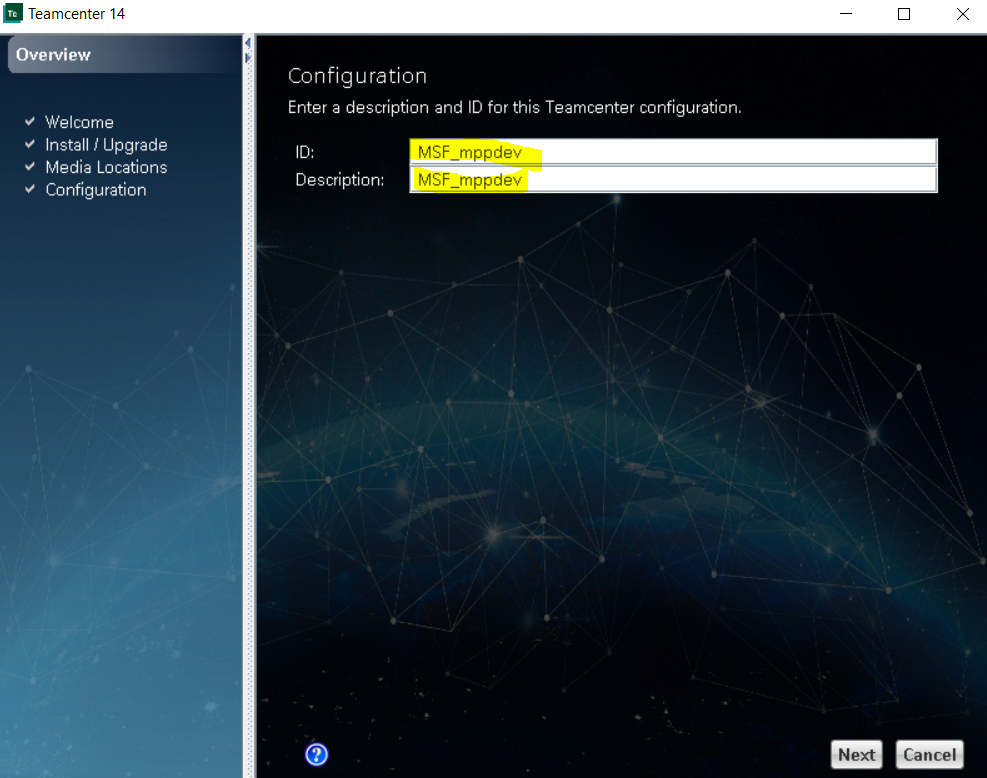 Tc Teamcenter 14
Overview
Welcome
Install / Upgrade
Media Locations
Configuration
Configuration
Enter a description and ID for this Teamcenter configuration.
ID: MSF_mppdev
Description: MSF_mppdev
?
Next Cancel